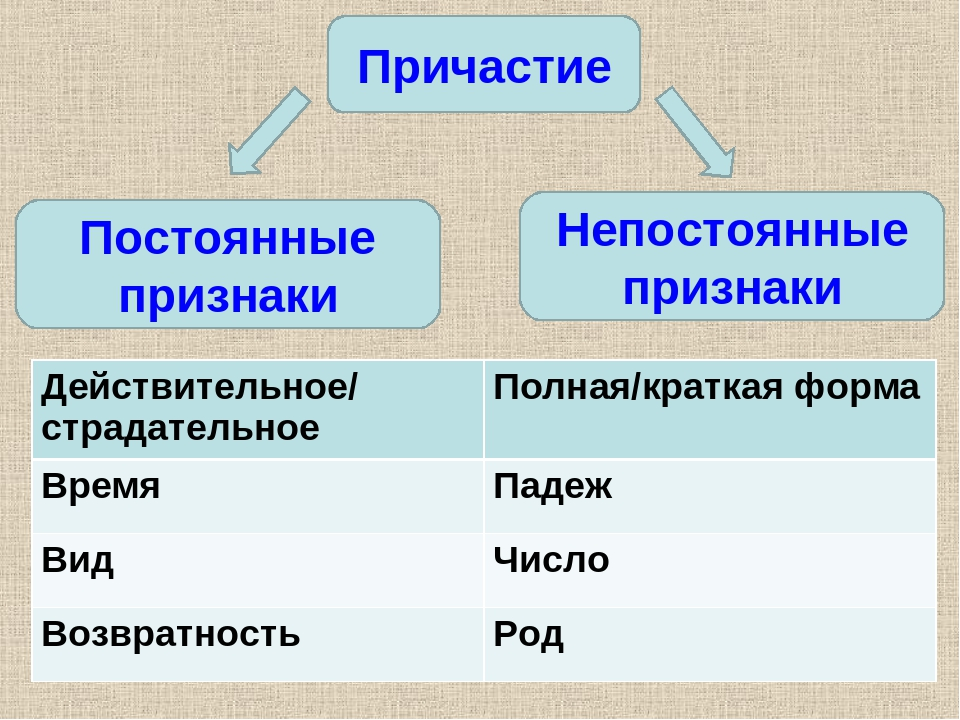 Причастие
Постоянные
признаки
Непостоянные
признаки
Действительное/
страдательное
Полная/краткая форма
Время
Падеж
Вид
Число
Возвратность
Род